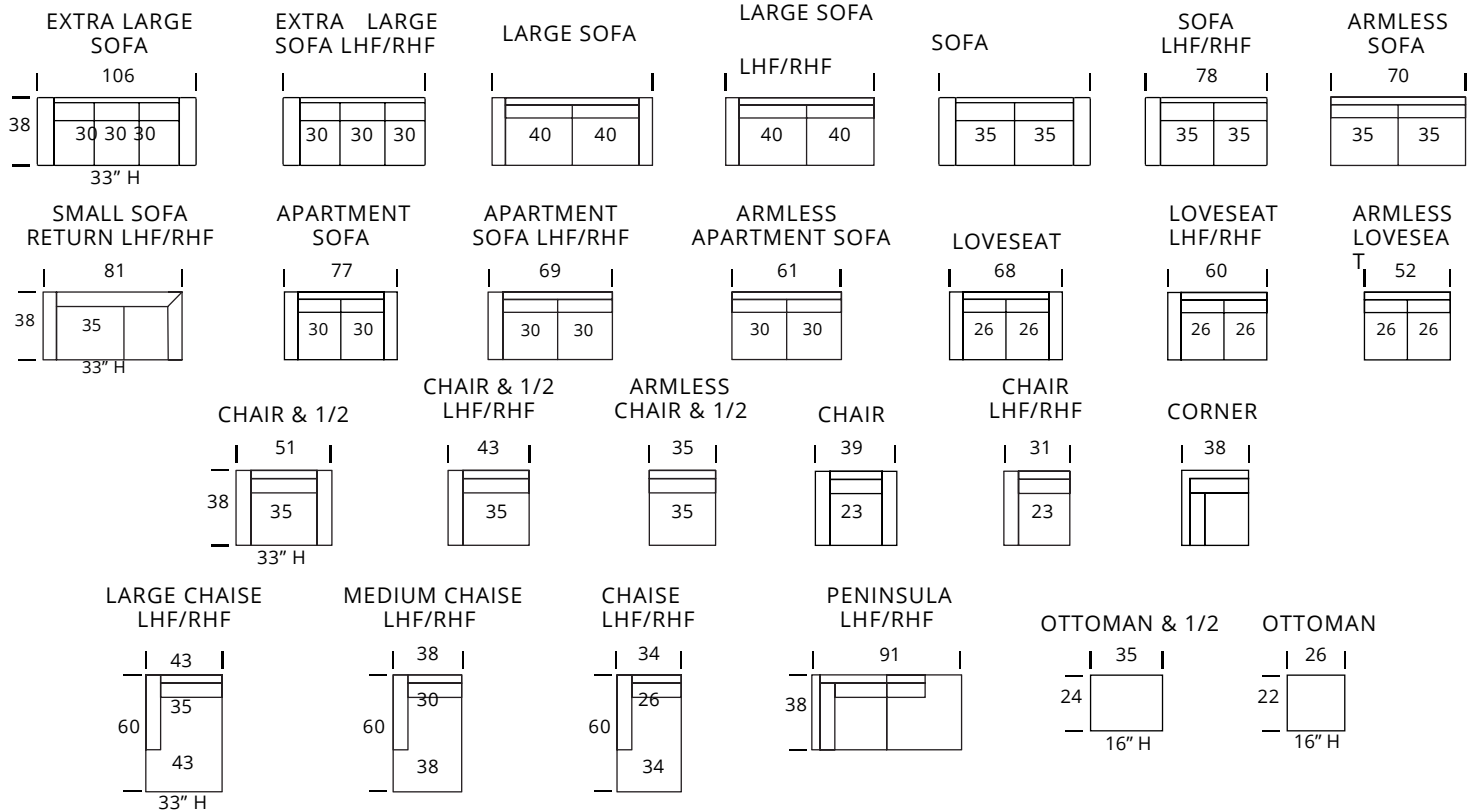 EXTRA LARGE
SOFA
106
38
30 30 30
33” H
EXTRA LARGE
SOFA LHF/RHF
30 30 30
LARGE SOFA
40 40
LARGE SOFA
LHF/RHF
40 40
SOFA
35 35
SOFA
LHF/RHF
78
35 35
ARMLESS
SOFA
70
35 35
SMALL SOFA
RETURN LHF/RHF
81
38
35
33” H
APARTMENT
SOFA
77
30 30
APARTMENT
SOFA LHF/RHF
69
30 30
ARMLESS
APARTMENT SOFA
61
30 30
LOVESEAT
68
26 26
LOVESEAT
LHF/RHF
60
26 26
ARMLESS
LOVESEA
T
52
26 26
CHAIR & 1/2
51
38
35
33” H
CHAIR & 1/2
LHF/RHF
43
35
ARMLESS
CHAIR & 1/2
35
35
CHAIR
39
23
CHAIR
LHF/RHF
31
23
CORNER
38
LARGE CHAISE
LHF/RHF
43
35
60
43
33” H
MEDIUM CHAISE
LHF/RHF
38
30
60
38
CHAISE
LHF/RHF
34
26
60
34
PENINSULA
LHF/RHF
91
38
OTTOMAN & 1/2
35
24
16” H
OTTOMAN
26
22
16” H